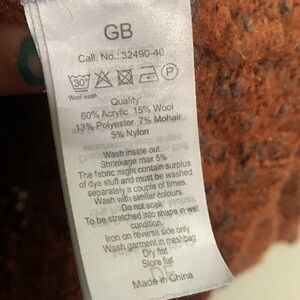 GB
Call. No.: 32490-40
30°
P
Wool wash
Quality:
60% Acrylic 15% Wool
13% Polyester 7% Mohair
5% Nylon
Wash inside out
Shrinkage max 5%
The fabric might contain surplus
of dye stuff and must be washed
separately a couple of times.
Wash with similar colours.
Do not soak
To be stretched into shape in wet
condition.
Iron on reverse side only
Wash garment in mesh bag
Dry flat
Store flat
Made in China